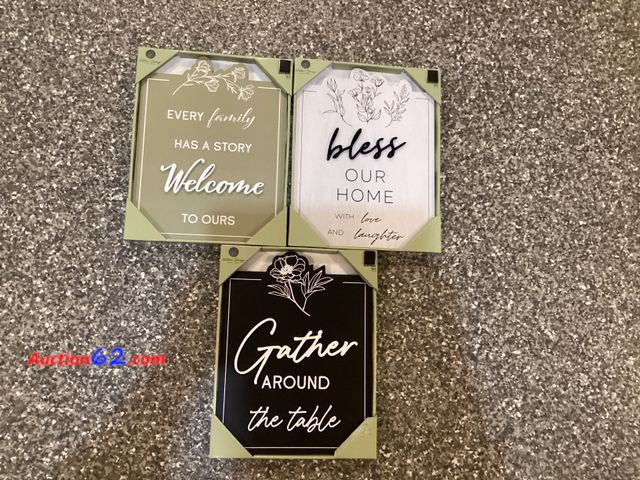 EVERY family
HAS A STORY
Welcome
TO OURS
bless
OUR
HOME
WITH love
AND laughter
Gather
AROUND
the table
Auction62.com